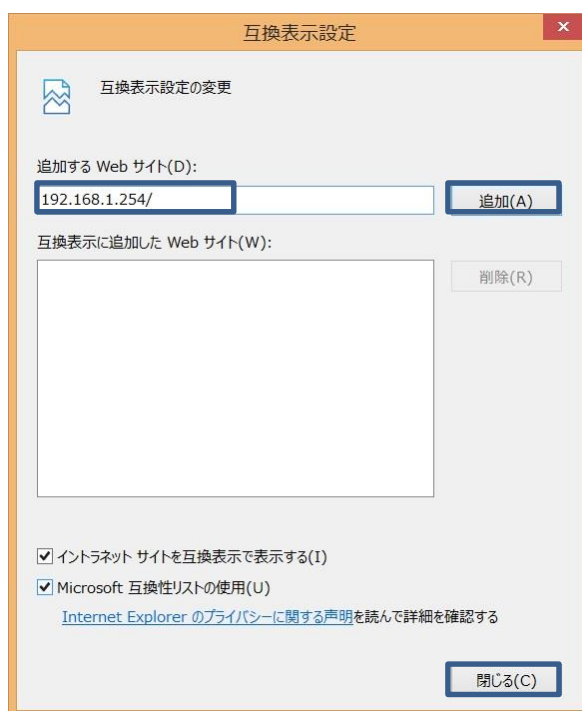 互換表示設定
互換表示設定の変更
追加する Web サイト(D):
192.168.1.254/
追加(A)
互換表示に追加した Web サイト(W):
削除(R)
イントラネット サイトを互換表示で表示する(I)
Microsoft 互換性リストの使用(U)
Internet Explorer のプライバシーに関する声明を読んで詳細を確認する
閉じる(C)